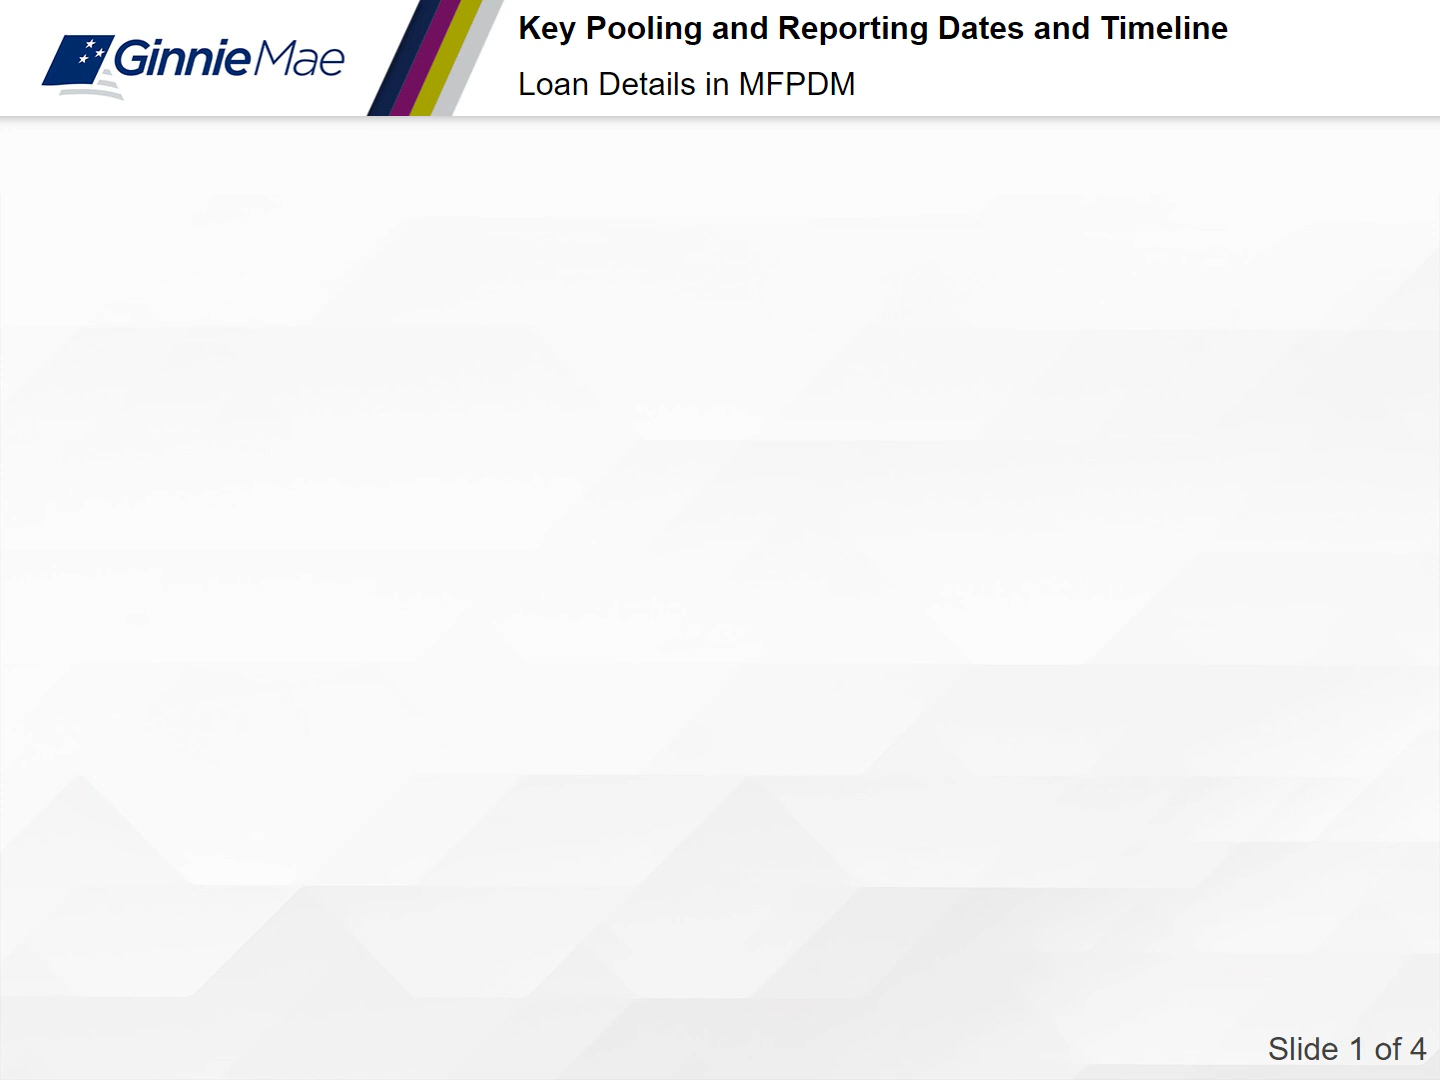 GinnieMae
Key Pooling and Reporting Dates and Timeline
Loan Details in MFPDM
Slide 1 of 4